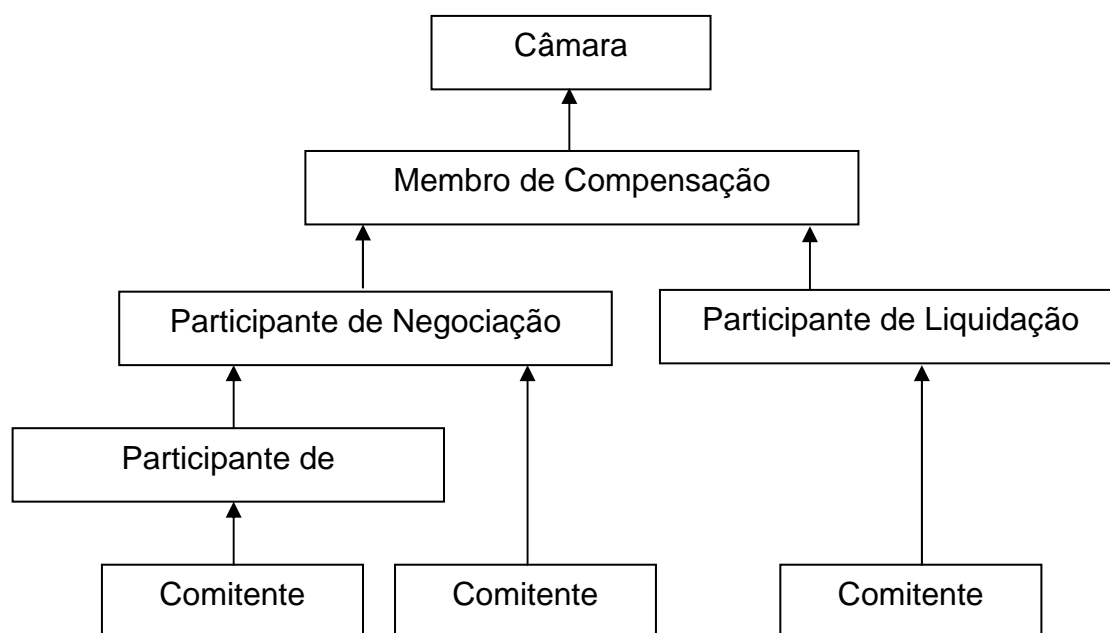 Câmara
Membro de Compensação
Participante de Negociação
Participante de Liquidação
Participante de
Comitente
Comitente
Comitente